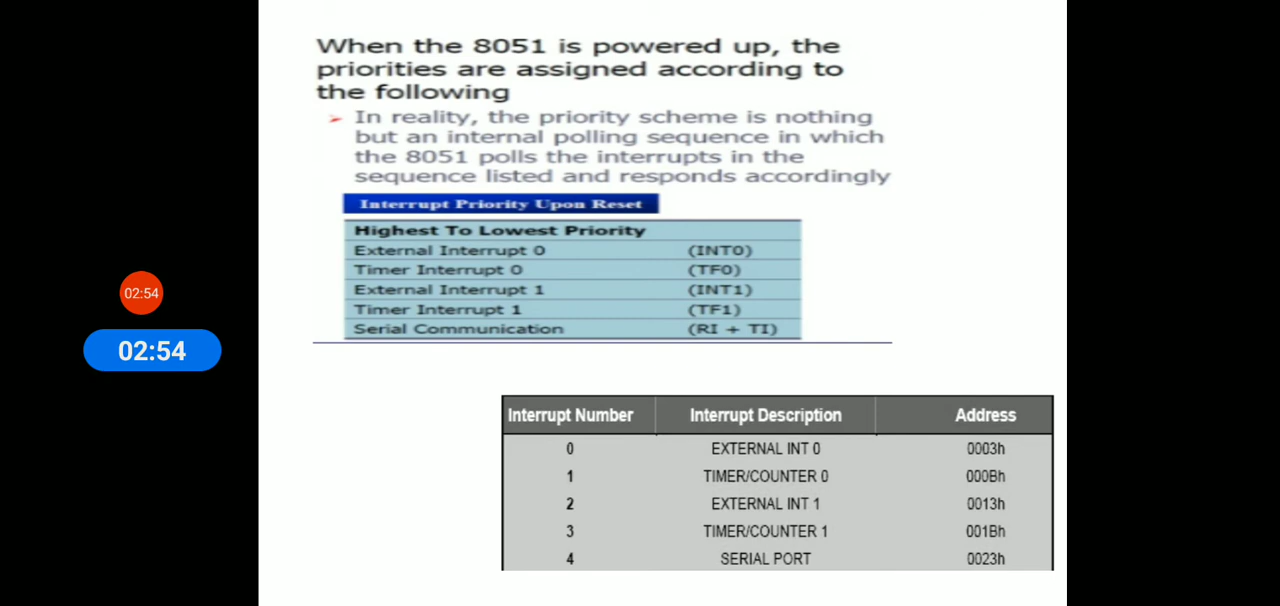 When the 8051 is powered up, the
priorities are assigned according to
the following
In reality, the priority scheme is nothing
but an internal polling sequence in which
the 8051 polls the interrupts in the
sequence listed and responds accordingly
Interrupt Priority Upon Reset
Highest To Lowest Priority
External Interrupt 0 (INT0)
Timer Interrupt 0 (TF0)
External Interrupt 1 (INT1)
Timer Interrupt 1 (TF1)
Serial Communication (RI + TI)
02:54
02:54
Interrupt Number Interrupt Description Address
0 EXTERNAL INT 0 0003h
1 TIMER/COUNTER 0 000Bh
2 EXTERNAL INT 1 0013h
3 TIMER/COUNTER 1 001Bh
4 SERIAL PORT 0023h